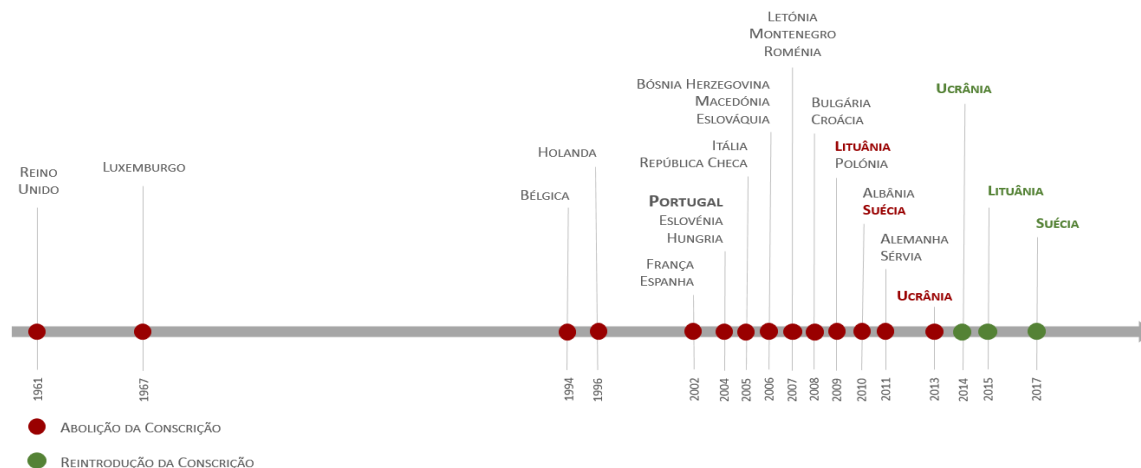 REINO
UNIDO
LUXEMBURGO
BÉLGICA
HOLANDA
FRANÇA
ESPANHA
PORTUGAL
ESLOVÉNIA
HUNGRIA
ITÁLIA
REPÚBLICA CHECA
BÓSNIA HERZEGOVINA
MACEDÓNIA
ESLOVÁQUIA
LETÓNIA
MONTENEGRO
ROMÉNIA
BULGÁRIA
CROÁCIA
LITUÂNIA
POLÓNIA
ALBÂNIA
SUÉCIA
ALEMANHA
SÉRVIA
UCRÂNIA
UCRÂNIA
LITUÂNIA
SUÉCIA
1961
1967
1994
1996
2002
2004
2005
2006
2007
2008
2009
2010
2011
2013
2014
2015
2017
ABOLIÇÃO DA CONSCRIÇÃO
REINTRODUÇÃO DA CONSCRIÇÃO